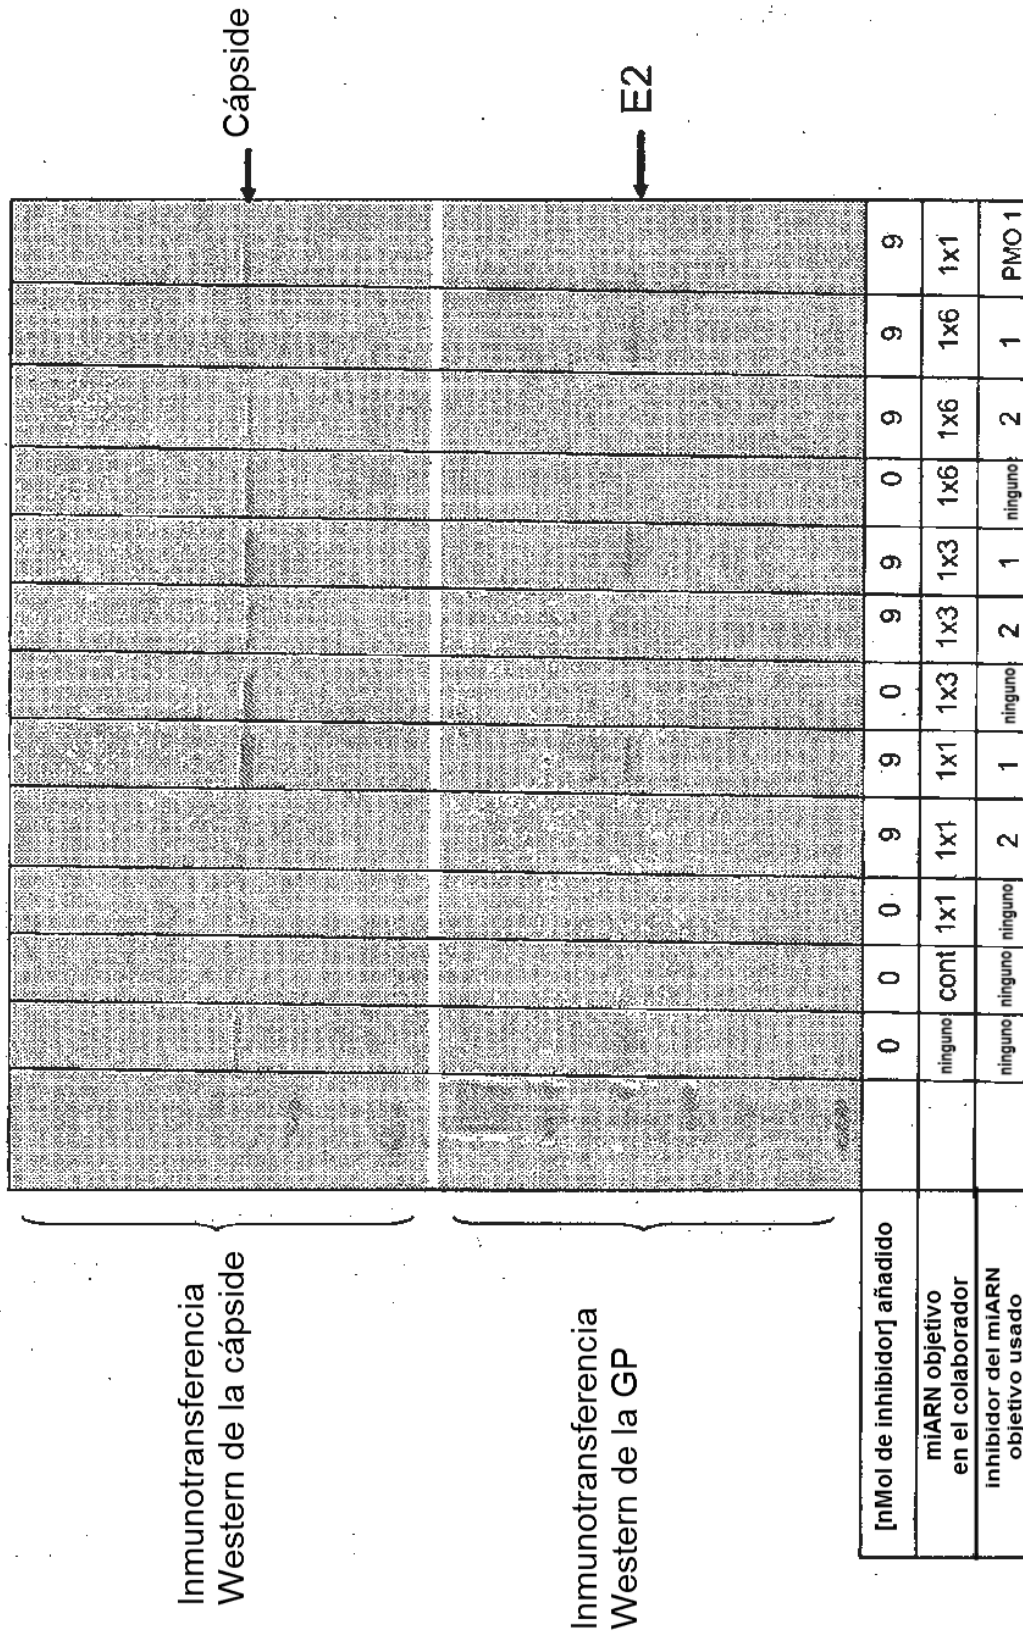 Inmunotransferencia
Western de la cápside
Cápside
Inmunotransferencia
Western de la GP
E2
[nMol de inhibidor] añadido 0 0 0 9 9 0 9 9 0 9 9 9
miARN objetivo
en el colaborador
ninguno cont 1x1 1x1 1x1 1x3 1x3 1x3 1x6 1x6 1x6 1x1
inhibidor del miARN
objetivo usado
ninguno ninguno ninguno 2 1 ninguno 2 1 ninguno 2 1 PMO 1